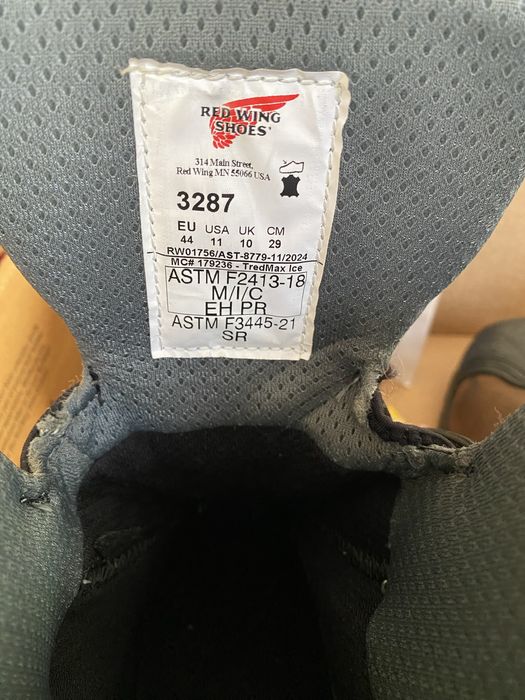 RED WING
SHOES®
314 Main Street,
Red Wing MN 55066 USA
3287
EU USA UK CM
44 11 10 29
RW01756/AST-8779-11/2024
MC# 179236 - TredMax Ice
ASTM F2413-18
M/I/C
EH PR
ASTM F3445-21
SR